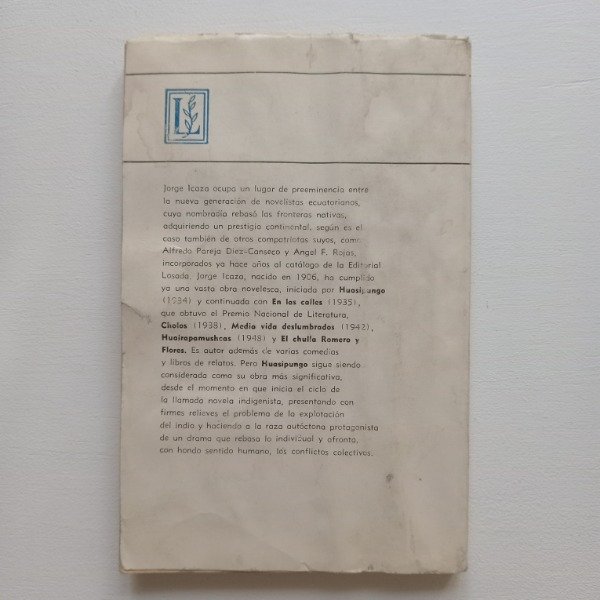 L
Jorge Icaza ocupa un lugar de preeminencia entre
la nueva generación de novelistas ecuatorianos,
cuya nombradía rebasó las fronteras nativas,
adquiriendo un prestigio continental, según es el
caso también de otros compatriotas suyos, como
Alfredo Pareja Diez-Canseco y Angel F. Rojas,
incorporados ya hace años al catálogo de la Editorial
Losada. Jorge Icaza, nacido en 1906, ha cumplido
ya una vasta obra novelesca, iniciada por Huasipungo
(1934) y continuada con En las calles (1935),
que obtuvo el Premio Nacional de Literatura,
Cholos (1938), Media vida deslumbrados (1942),
Huairapamushcas (1948) y El chulla Romero y
Flores. Es autor además de varias comedias
y libros de relatos. Pero Huasipungo sigue siendo
considerada como su obra más significativa,
desde el momento en que inicia el ciclo de
la llamada novela indigenista, presentando con
firmes relieves el problema de la explotación
del indio y haciendo a la raza autóctona protagonista
de un drama que rebasa lo individual y afronta,
con hondo sentido humano, los conflictos colectivos.